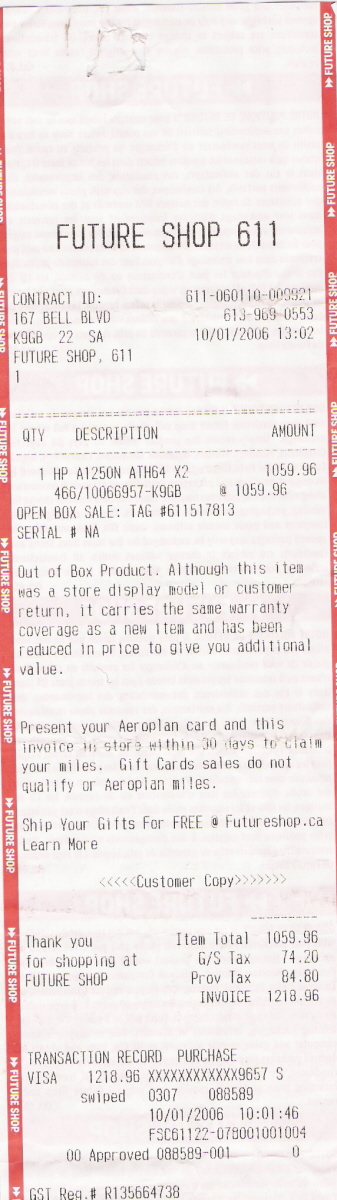 FUTURE SHOP 611
CONTRACT ID: 611-060110-009921
167 BELL BLVD 613-969-0553
K9GB 22 SA 10/01/2006 13:02
FUTURE SHOP, 611
1
QTY DESCRIPTION AMOUNT
1 HP A1250N ATH64 X2 1059.96
466/10066957-K9GB @ 1059.96
OPEN BOX SALE: TAG #611517813
SERIAL # NA
Out of Box Product. Although this item
was a store display model or customer
return, it carries the same warranty
coverage as a new item and has been
reduced in price to give you additional
value.
Present your Aeroplan card and this
invoice in store within 30 days to claim
your miles. Gift Cards sales do not
qualify or Aeroplan miles.
Ship Your Gifts For FREE @ Futureshop.ca
Learn More
<<<<<Customer Copy>>>>>>>
Thank you Item Total 1059.96
for shopping at G/S Tax 74.20
FUTURE SHOP Prov Tax 84.80
INVOICE 1218.96
TRANSACTION RECORD PURCHASE
VISA 1218.96 XXXXXXXXXXXX9657 S
swiped 0307 088589
10/01/2006 10:01:46
FSC61122-078001001004
00 Approved 088589-001 0
GST Reg.# R135664738
FUTURE SHOP
FUTURE SHOP
FUTURE SHOP
FUTURE SHOP
FUTURE SHOP
FUTURE SHOP
FUTURE SHOP
FUTURE SHOP
FUTURE SHOP
FUTURE SHOP
FUTURE SHOP